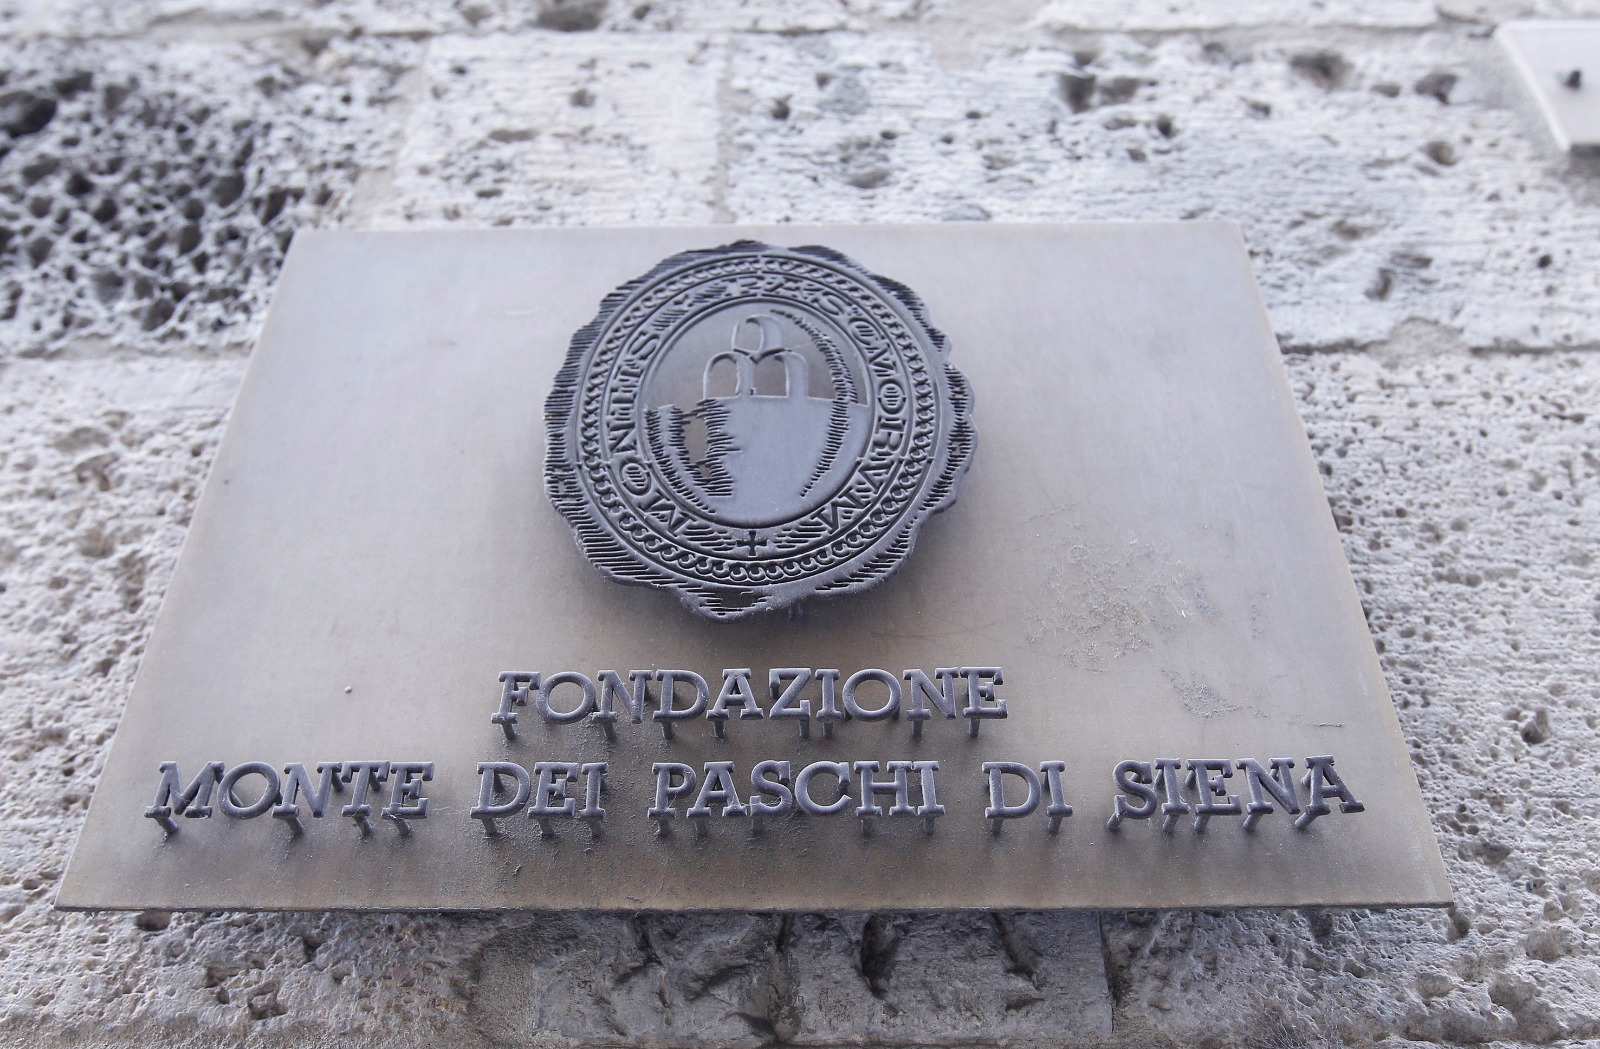 FONDAZIONE
MONTE DEI PASCHI DI SIENA